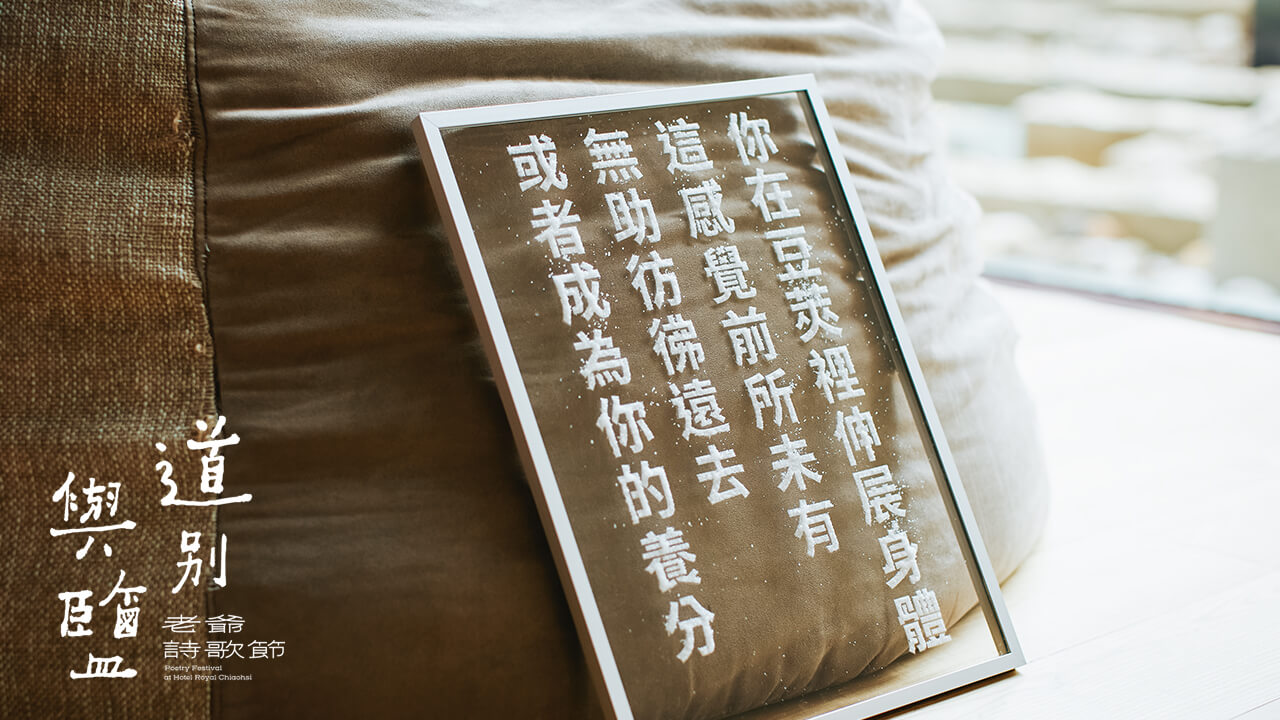 你在豆莢裡伸展身體
這感覺前所未有
無助彷彿遠去
或者成為你的養分
道別
與鹽
老爺
詩歌節
Poetry Festival
at Hotel Royal Chiaohsi